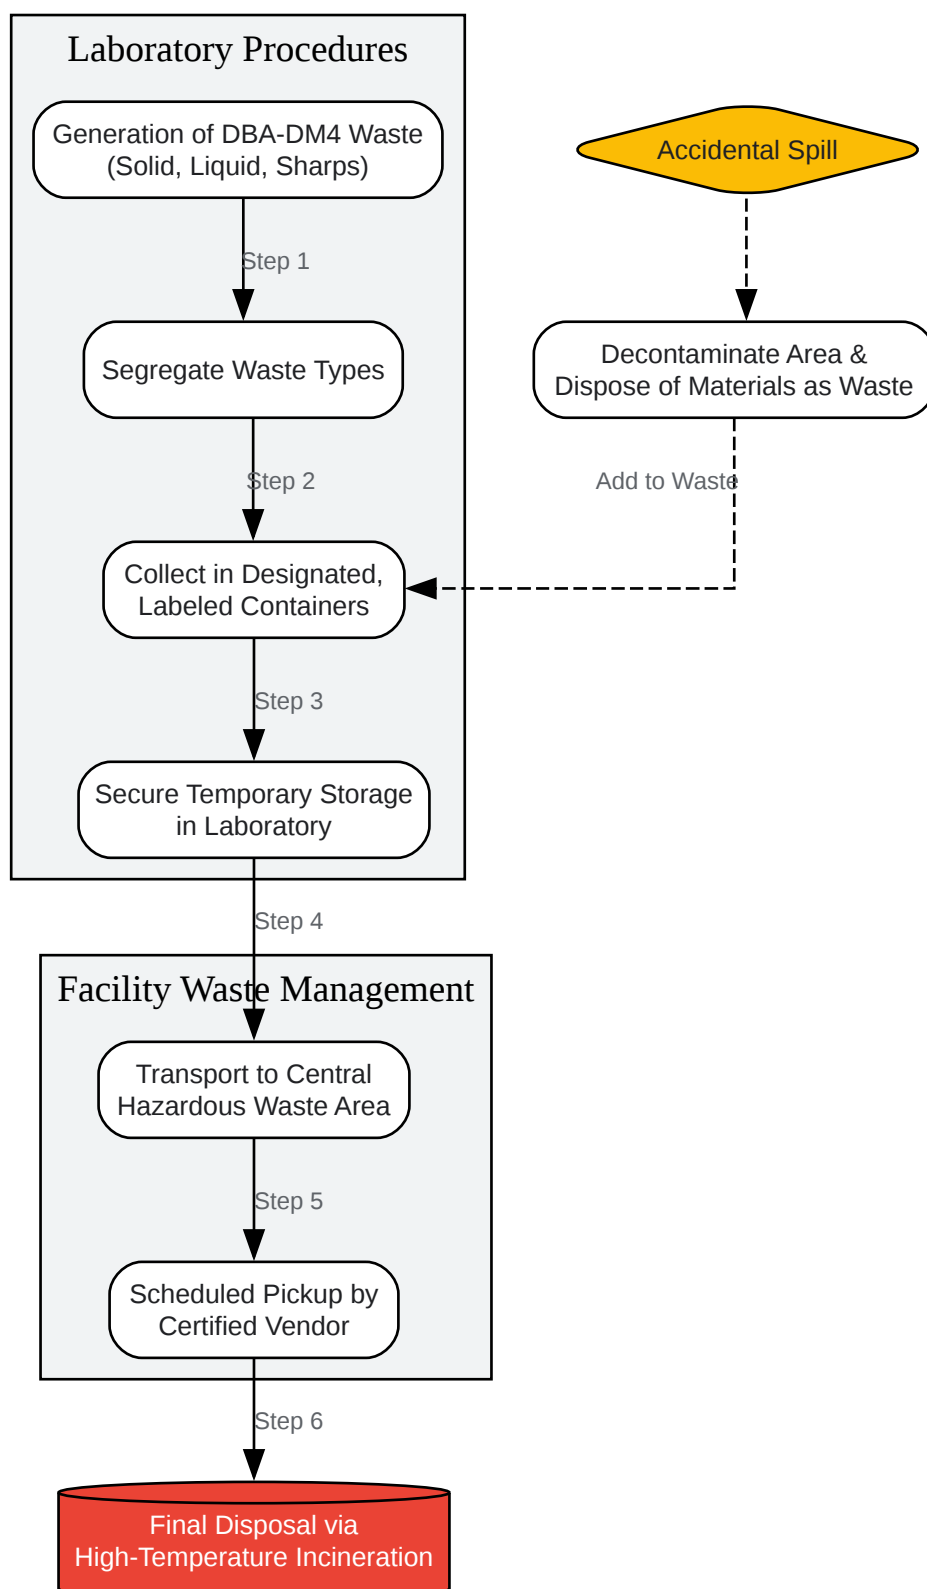 Laboratory Procedures
Generation of DBA-DM4 Waste
(Solid, Liquid, Sharps)
Accidental Spill
Step 1
Segregate Waste Types
Decontaminate Area &
Dispose of Materials as Waste
Step 2
Add to Waste
Collect in Designated,
Labeled Containers
Step 3
Secure Temporary Storage
in Laboratory
Step 4
Facility Waste Management
Transport to Central
Hazardous Waste Area
Step 5
Scheduled Pickup by
Certified Vendor
Step 6
Final Disposal via
High-Temperature Incineration